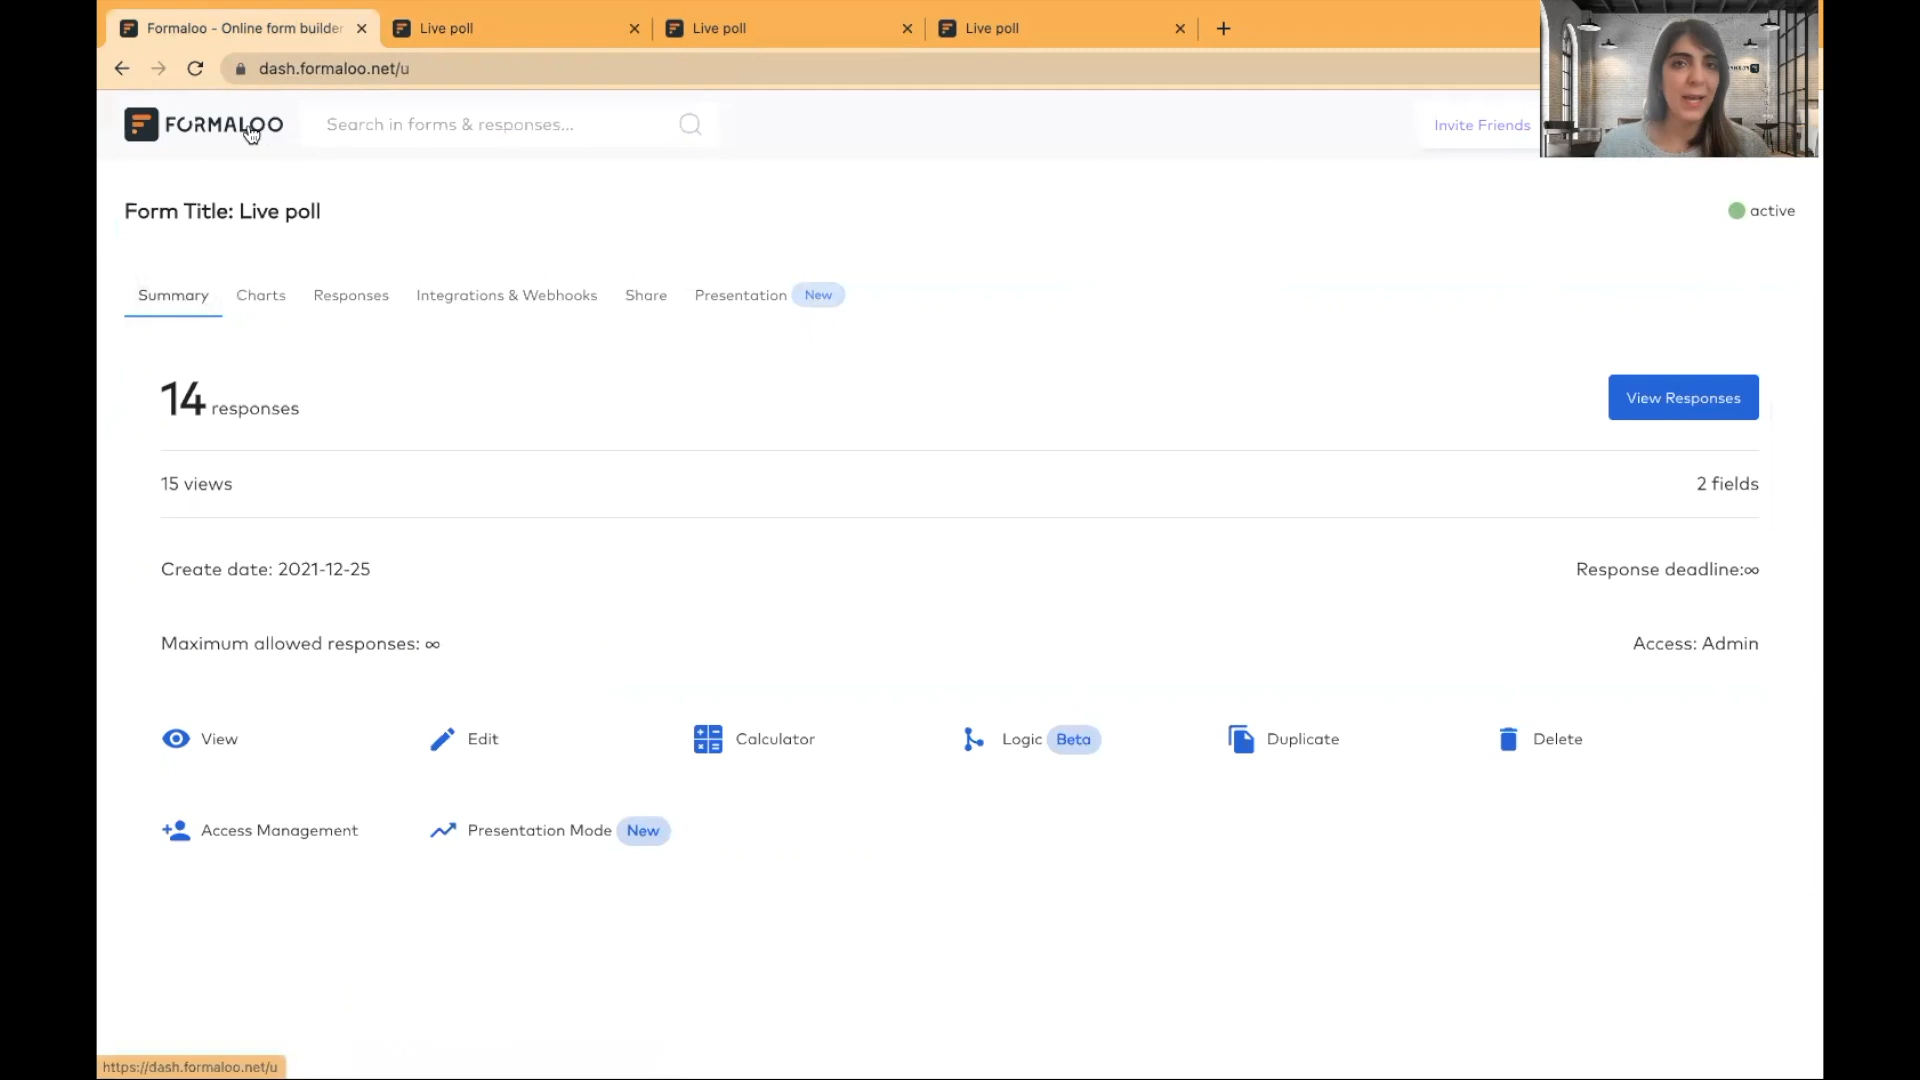 Formaloo - Online form builder
Live poll
Live poll
Live poll
dash.formaloo.net/u
FORMALOO
Search in forms & responses...
Invite Friends
Form Title: Live poll
active
Summary
Charts
Responses
Integrations & Webhooks
Share
Presentation
New
14 responses
View Responses
15 views
2 fields
Create date: 2021-12-25
Response deadline:∞
Maximum allowed responses: ∞
Access: Admin
View
Edit
Calculator
Logic Beta
Duplicate
Delete
Access Management
Presentation Mode New
https://dash.formaloo.net/u